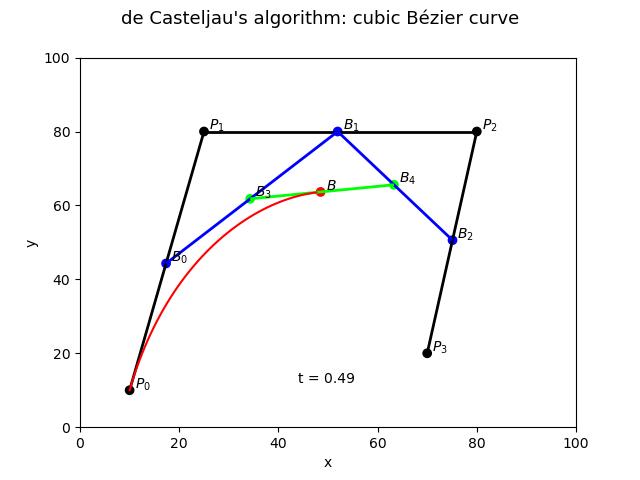 de Casteljau's algorithm: cubic Bézier curve
100
80
60
40
20
0
y
P1
B1
P2
B3
B
B4
B2
B0
P3
P0
t = 0.49
0 20 40 60 80 100
x